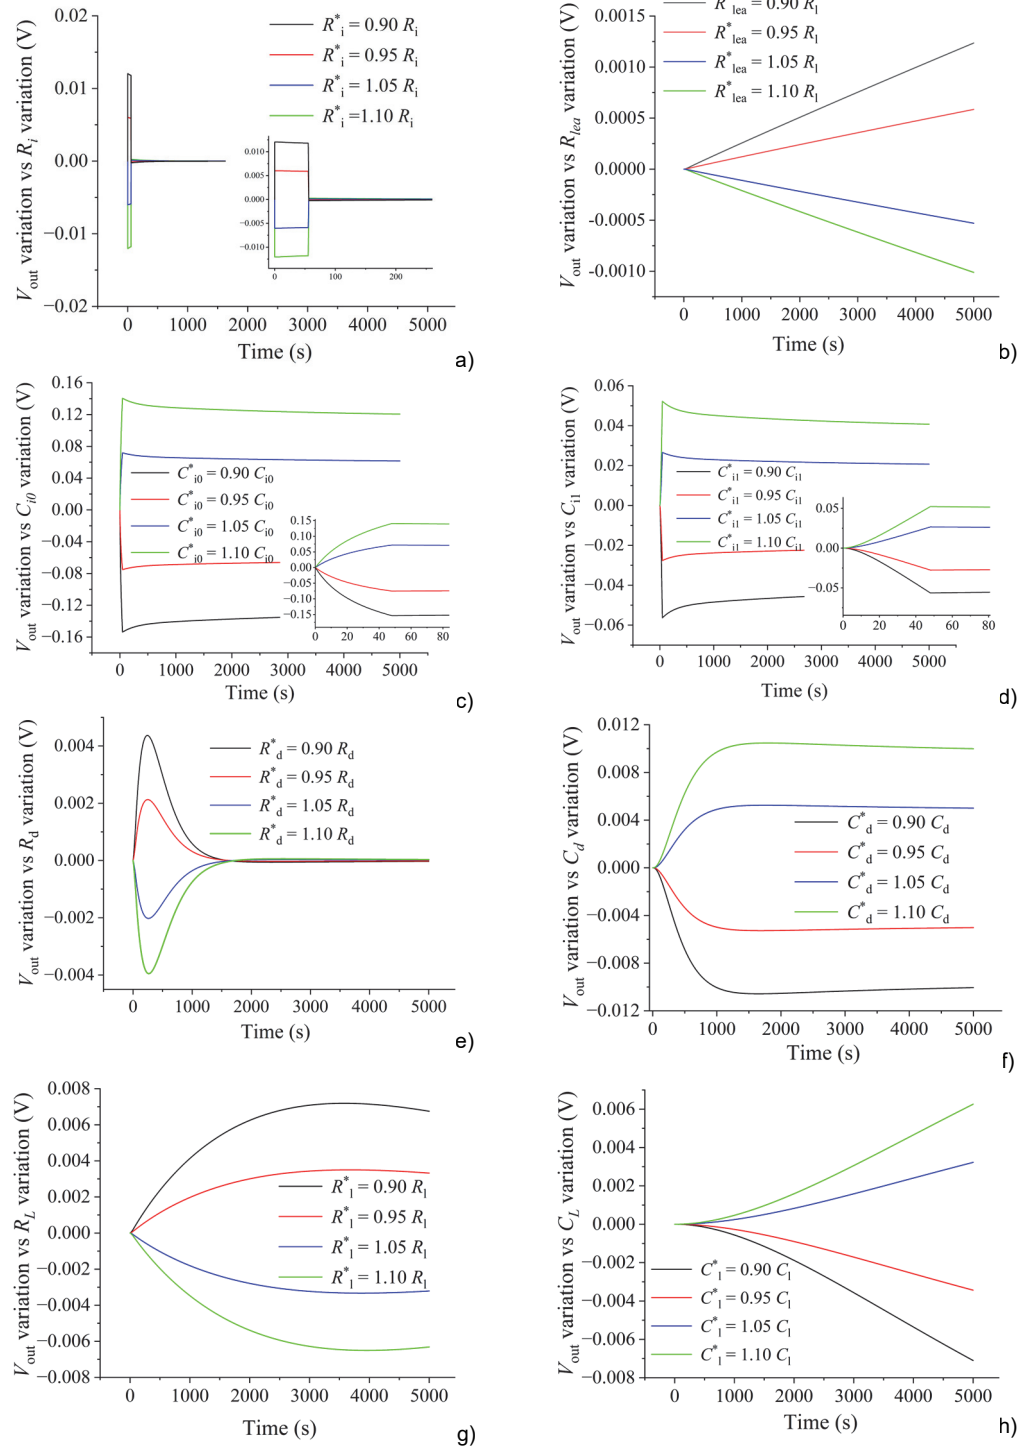 V_out variation vs R_i variation (V)
0.02
0.01
0.00
−0.01
−0.02
R*_i = 0.90 R_i
R*_i = 0.95 R_i
R*_i = 1.05 R_i
R*_i =1.10 R_i
0.015
0.010
0.005
0.000
−0.005
−0.010
0 100 200
0 1000 2000 3000 4000 5000
Time (s)
a)
V_out variation vs R_lea variation (V)
0.0015
0.0010
0.0005
0.0000
-0.0005
-0.0010
R*_lea = 0.90 R_l
R*_lea = 0.95 R_l
R*_lea = 1.05 R_l
R*_lea = 1.10 R_l
0 1000 2000 3000 4000 5000
Time (s)
b)
V_out variation vs C_i0 variation (V)
0.16
0.12
0.08
0.04
0.00
−0.04
−0.08
−0.12
−0.16
C*_i0 = 0.90 C_i0
C*_i0 = 0.95 C_i0
C*_i0 = 1.05 C_i0
C*_i0 = 1.10 C_i0
0.15
0.10
0.05
0.00
−0.05
−0.10
−0.15
0 20 40 60 80
0 1000 2000 3000 4000 5000
Time (s)
c)
V_out variation vs C_i1 variation (V)
0.06
0.04
0.02
0.00
−0.02
−0.04
−0.06
C*_i1 = 0.90 C_i1
C*_i1 = 0.95 C_i1
C*_i1 = 1.05 C_i1
C*_i1 = 1.10 C_i1
0.05
0.00
−0.05
0 20 40 60 80
0 1000 2000 3000 4000 5000
Time (s)
d)
V_out variation vs R_d variation (V)
0.004
0.002
0.000
−0.002
−0.004
R*_d = 0.90 R_d
R*_d = 0.95 R_d
R*_d = 1.05 R_d
R*_d = 1.10 R_d
0 1000 2000 3000 4000 5000
Time (s)
e)
V_out variation vs C_d variation (V)
0.012
0.008
0.004
0.000
−0.004
−0.008
−0.012
C*_d = 0.90 C_d
C*_d = 0.95 C_d
C*_d = 1.05 C_d
C*_d = 1.10 C_d
0 1000 2000 3000 4000 5000
Time (s)
f)
V_out variation vs R_L variation (V)
0.008
0.006
0.004
0.002
0.000
−0.002
−0.004
−0.006
−0.008
R*_l = 0.90 R_l
R*_l = 0.95 R_l
R*_l = 1.05 R_l
R*_l = 1.10 R_l
0 1000 2000 3000 4000 5000
Time (s)
g)
V_out variation vs C_L variation (V)
0.006
0.004
0.002
0.000
−0.002
−0.004
−0.006
−0.008
C*_l = 0.90 C_l
C*_l = 0.95 C_l
C*_l = 1.05 C_l
C*_l = 1.10 C_l
0 1000 2000 3000 4000 5000
Time (s)
h)